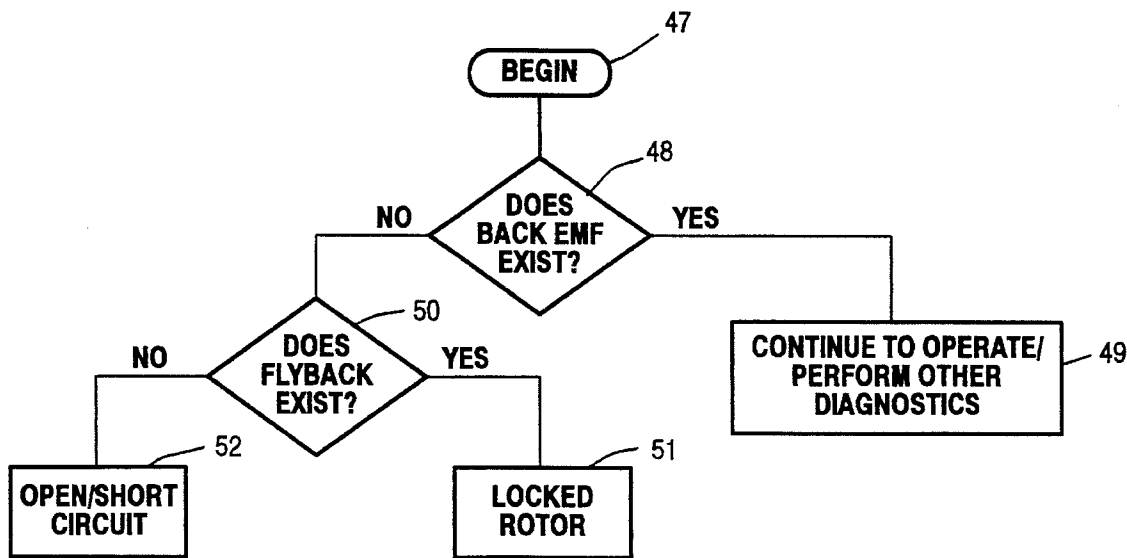 47
BEGIN
48
NO
DOES
BACK EMF
EXIST?
YES
50
NO
DOES
FLYBACK
EXIST?
YES
CONTINUE TO OPERATE/
PERFORM OTHER
DIAGNOSTICS
49
52
OPEN/SHORT
CIRCUIT
51
LOCKED
ROTOR